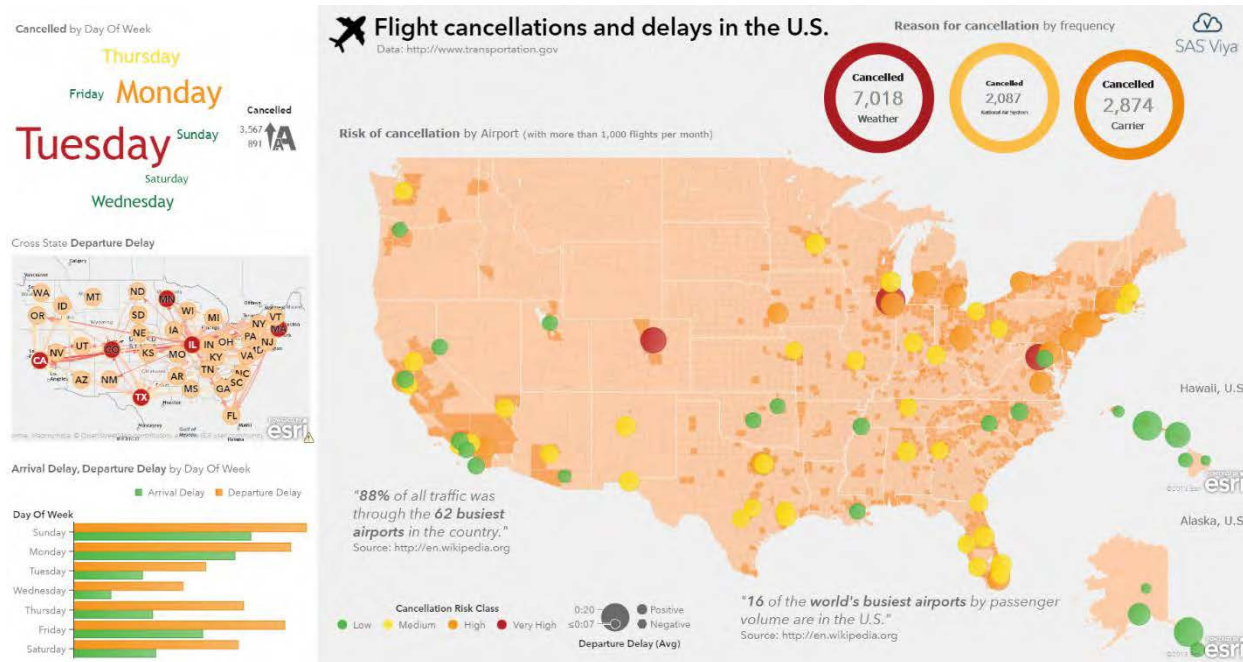 Cancelled by Day Of Week
Thursday
Friday
Monday
Tuesday
Sunday
Saturday
Wednesday
Cancelled
3,567
891
Flight cancellations and delays in the U.S.
Data: http://www.transportation.gov
Reason for cancellation by frequency
SAS Viya
Cancelled
7,018
Weather
Cancelled
2,087
National Air System
Cancelled
2,874
Carrier
Risk of cancellation by Airport (with more than 1,000 flights per month)
Cross State Departure Delay
WA
MT
ND
MN
ID
OR
SD
WI
MI
VT
NY
MA
NE
IA
PA
NV
UT
IL
IN
OH
NJ
CA
KS
MO
KY
VA
AZ
NM
AR
TN
NC
SC
MS
GA
TX
FL
esri
Arrival Delay, Departure Delay by Day Of Week
Arrival Delay
Departure Delay
Day Of Week
Sunday
Monday
Tuesday
Wednesday
Thursday
Friday
Saturday
"88% of all traffic was
through the 62 busiest
airports in the country."
Source: http://en.wikipedia.org
Cancellation Risk Class
Low
Medium
High
Very High
0:20
≤0:07
Positive
Negative
Departure Delay (Avg)
"16 of the world's busiest airports by passenger
volume are in the U.S."
Source: http://en.wikipedia.org
Hawaii, U.S
esri
Alaska, U.S
esri